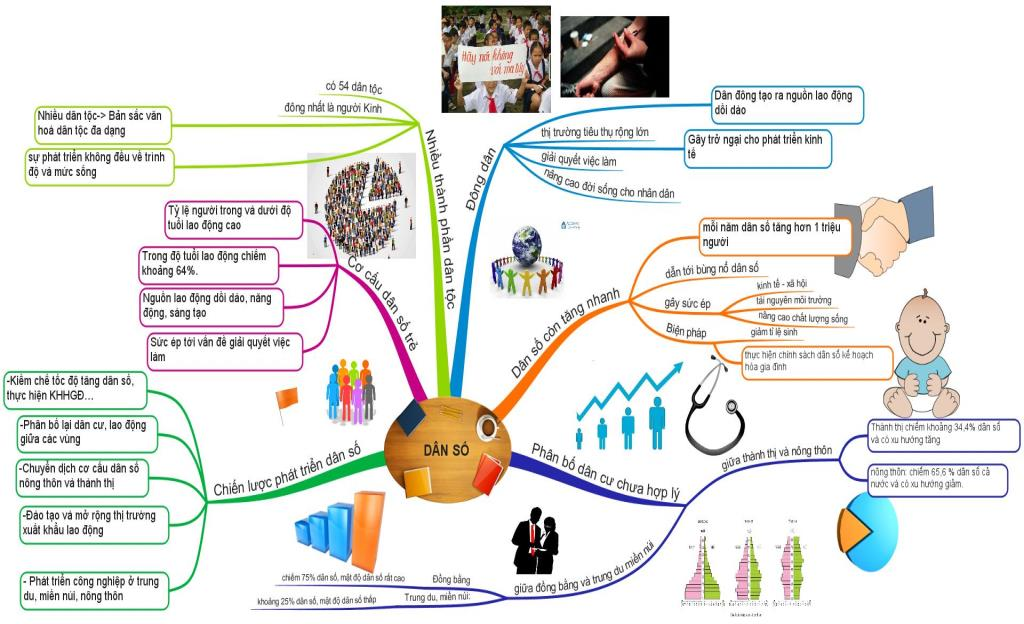 Hãy nói không
với ma túy
DÂN SỐ
Nhiều thành phần dân tộc
có 54 dân tộc
đông nhất là người Kinh
Nhiều dân tộc-> Bản sắc văn
hoá dân tộc đa dạng
sự phát triển không đều về trình
độ và mức sống
Đông dân
Dân đông tạo ra nguồn lao động
dồi dào
thị trường tiêu thụ rộng lớn
Gây trở ngại cho phát triển kinh
tế
giải quyết việc làm
nâng cao đời sống cho nhân dân
Cơ cấu dân số trẻ
Tỷ lệ người trong và dưới độ
tuổi lao động cao
Trong độ tuổi lao động chiếm
khoảng 64%.
Nguồn lao động dồi dào, năng
động, sáng tạo
Sức ép tới vấn đề giải quyết việc
làm
Dân số còn tăng nhanh
mỗi năm dân số tăng hơn 1 triệu
người
dẫn tới bùng nổ dân số
gây sức ép
kinh tế - xã hội
tài nguyên môi trường
nâng cao chất lượng sống
Biện pháp
giảm tỉ lệ sinh
thực hiện chinh sách dân số kế hoạch
hóa gia đình
Chiến lược phát triển dân số
-Kiềm chế tốc độ tăng dân số,
thực hiện KHHGĐ...
-Phân bố lại dân cư, lao động
giữa các vùng
-Chuyển dịch cơ cấu dân số
nông thôn và thành thị
-Đào tạo và mở rộng thị trường
xuất khẩu lao động
- Phát triển công nghiệp ở trung
du, miền núi, nông thôn
Phân bố dân cư chưa hợp lý
giữa thành thị và nông thôn
Thành thị chiếm khoảng 34,4% dân số
và có xu hướng tăng
nông thôn: chiếm 65,6 % dân số cả
nước và có xu hướng giảm.
giữa đồng bằng và trung du miền núi
Đồng bằng
chiếm 75% dân số, mật độ dân số rất cao
Trung du, miền núi:
khoảng 25% dân số, mật độ dân số thấp